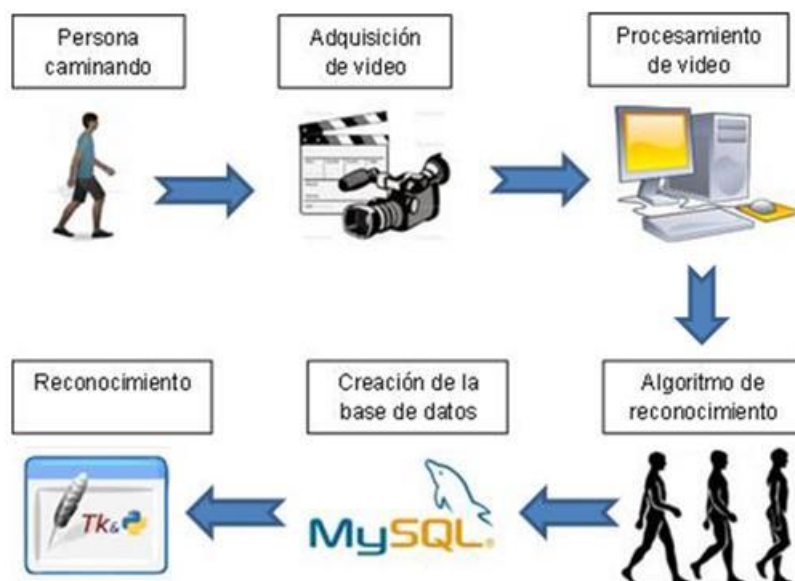 Persona
caminando
Adquisición
de video
Procesamiento
de video
Reconocimiento
Creación de la
base de datos
Algoritmo de
reconocimiento
Tk&
MySQL®